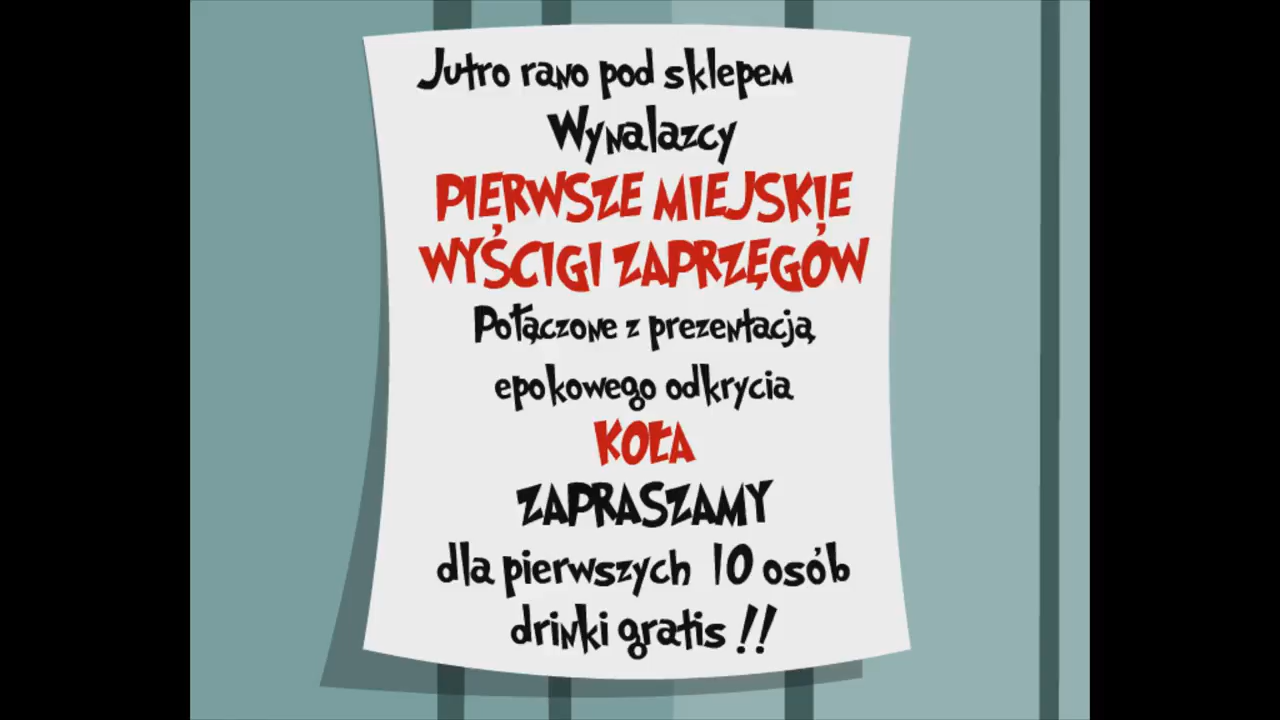 Jutro rano pod sklepem
Wynalazcy
PIERWSZE MIEJSKIE
WYŚCIGI ZAPRZĘGÓW
Połączone z prezentacją
epokowego odkrycia
KOŁA
ZAPRASZAMY
dla pierwszych 10 osób
drinki gratis !!